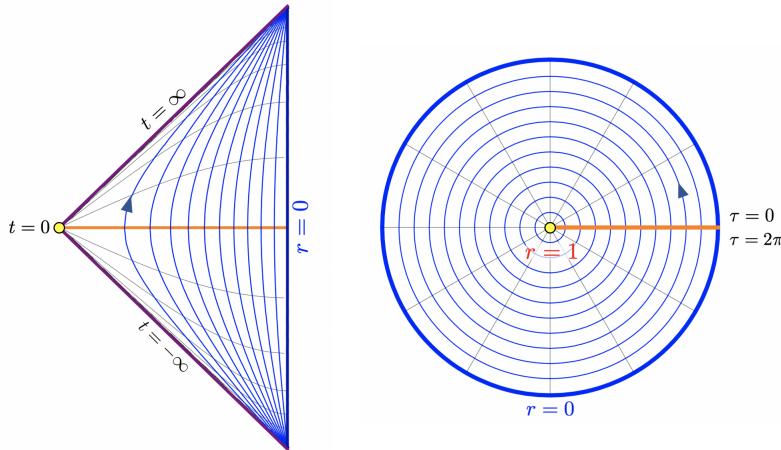 t = ∞
t = 0
r = 0
t = -∞
τ = 0
τ = 2π
r = 1
r = 0